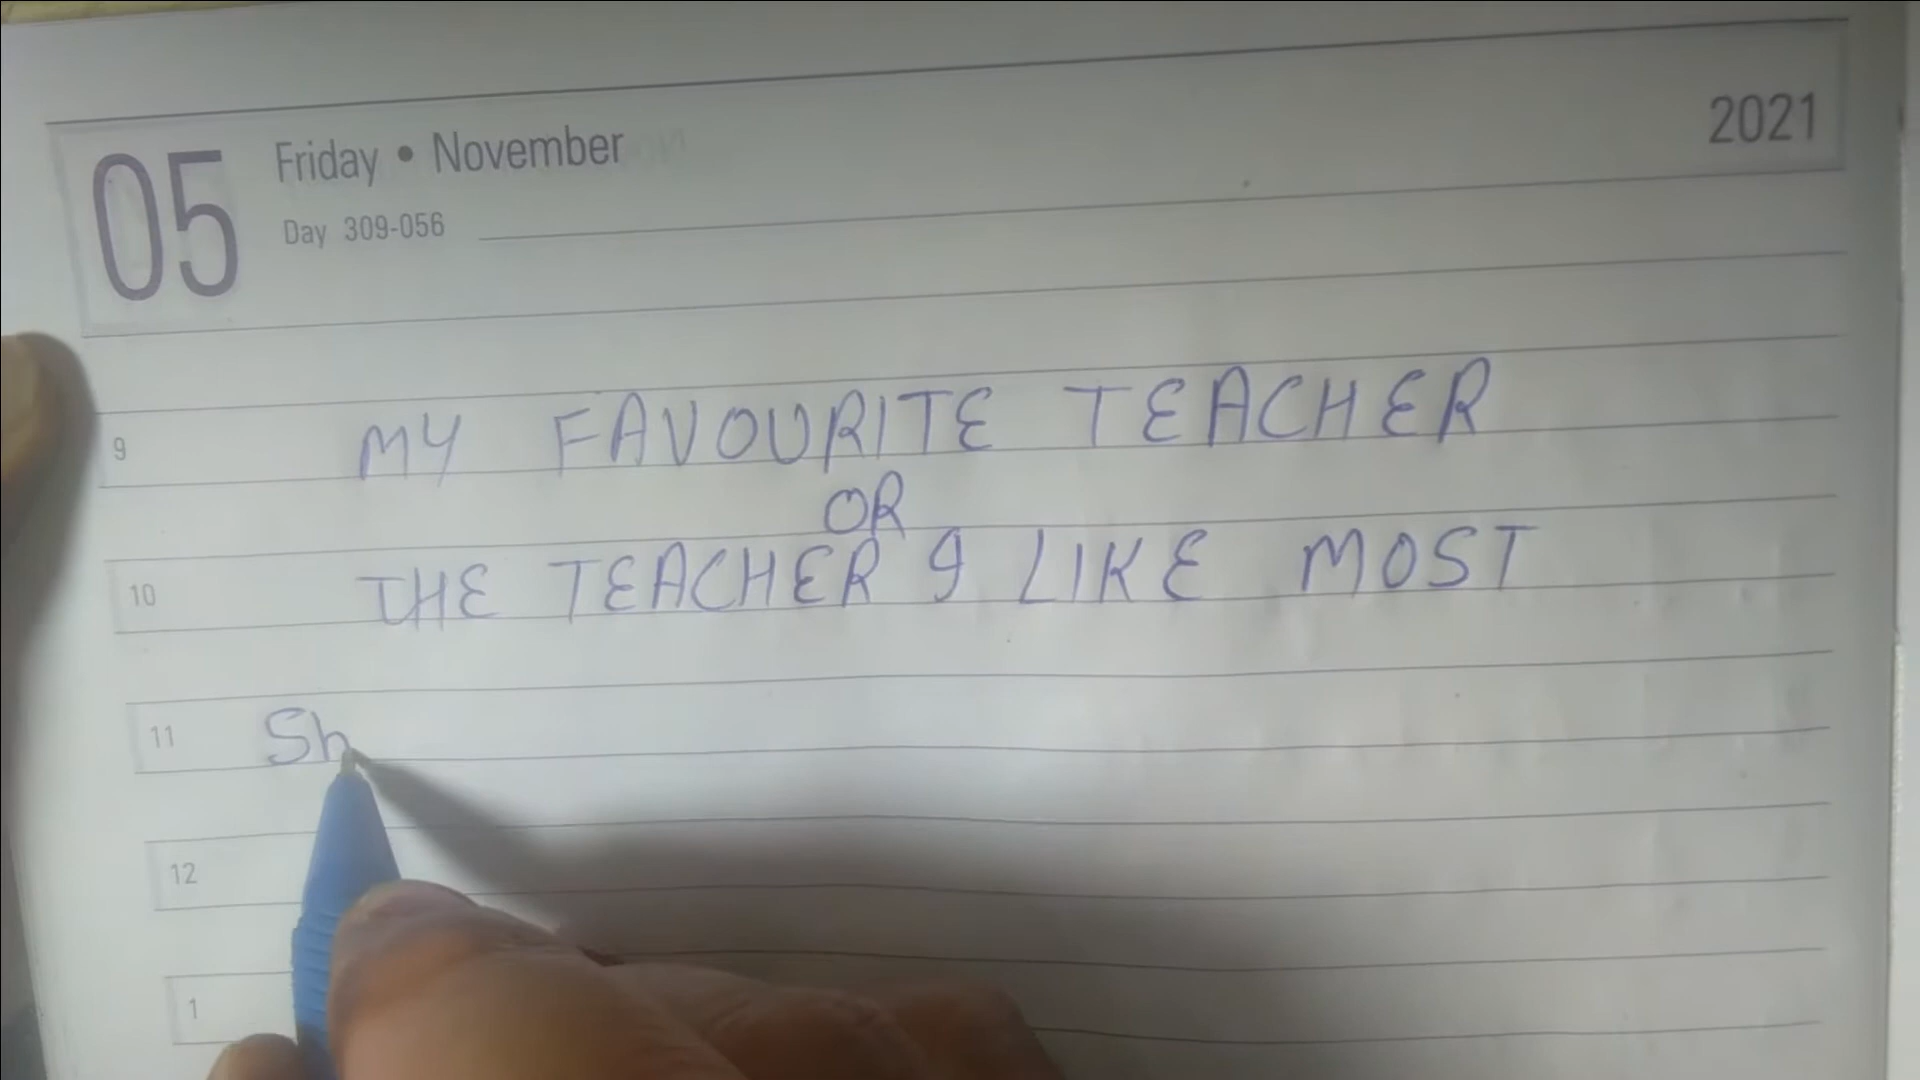 05 Friday • November 2021
Day 309-056
9 MY FAVOURITE TEACHER
OR
10 THE TEACHER I LIKE MOST
11 Sh
12
1